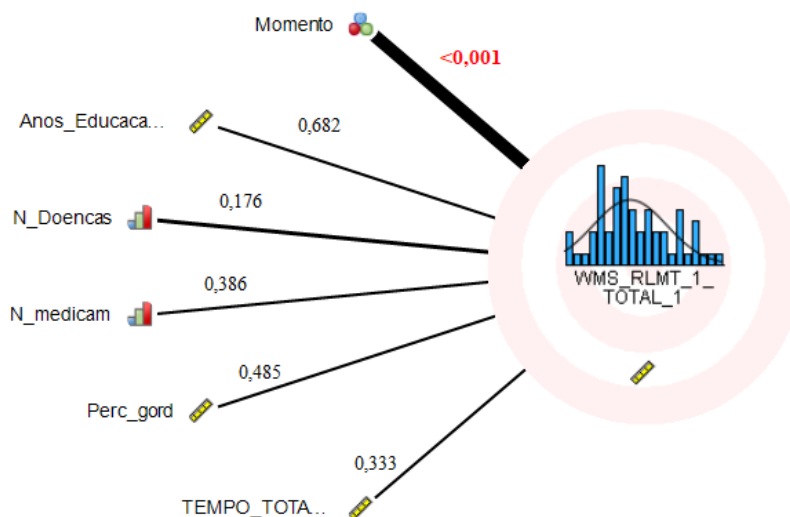 Momento
<0,001
Anos_Educaca...
0,682
N_Doencas
0,176
N_medicam
0,386
Perc_gord
0,485
TEMPO_TOTA...
0,333
WMS_RLMT_1_
TOTAL_1